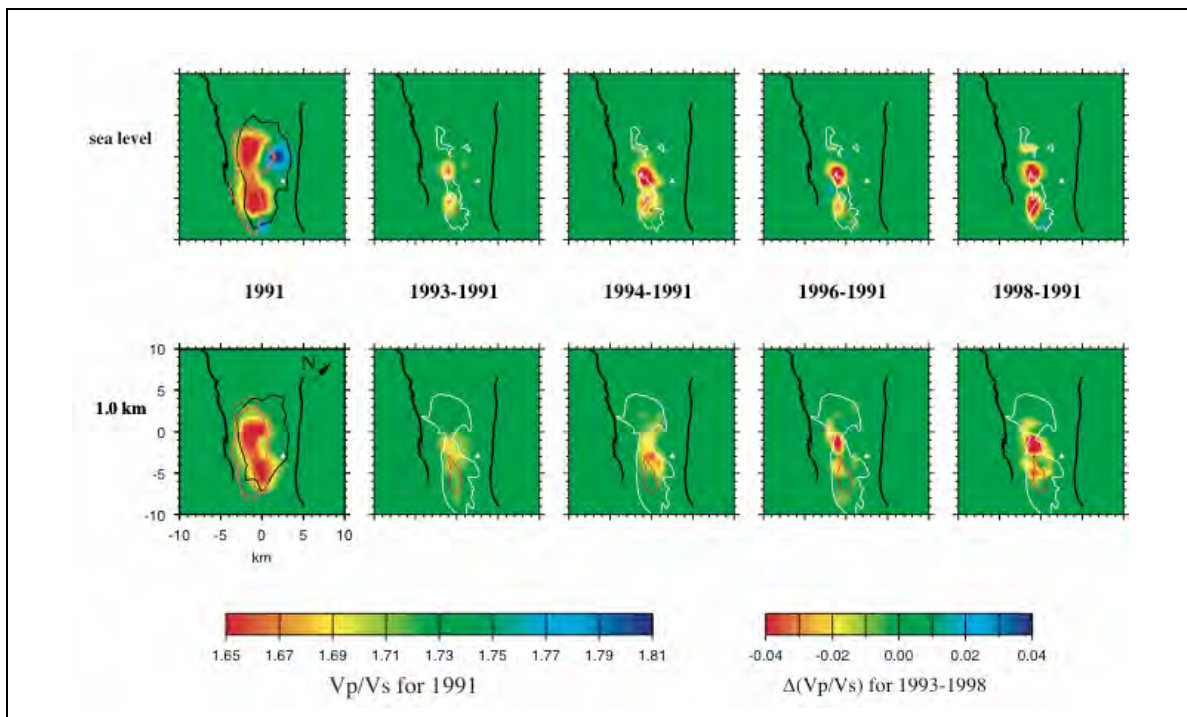 sea level
1991 1993-1991 1994-1991 1996-1991 1998-1991
10
N
1.0 km
5
0
-5
-10
-10 -5 0 5 10
km
1.65 1.67 1.69 1.71 1.73 1.75 1.77 1.79 1.81
-0.04 -0.02 0.00 0.02 0.04
Vp/Vs for 1991
Δ(Vp/Vs) for 1993-1998